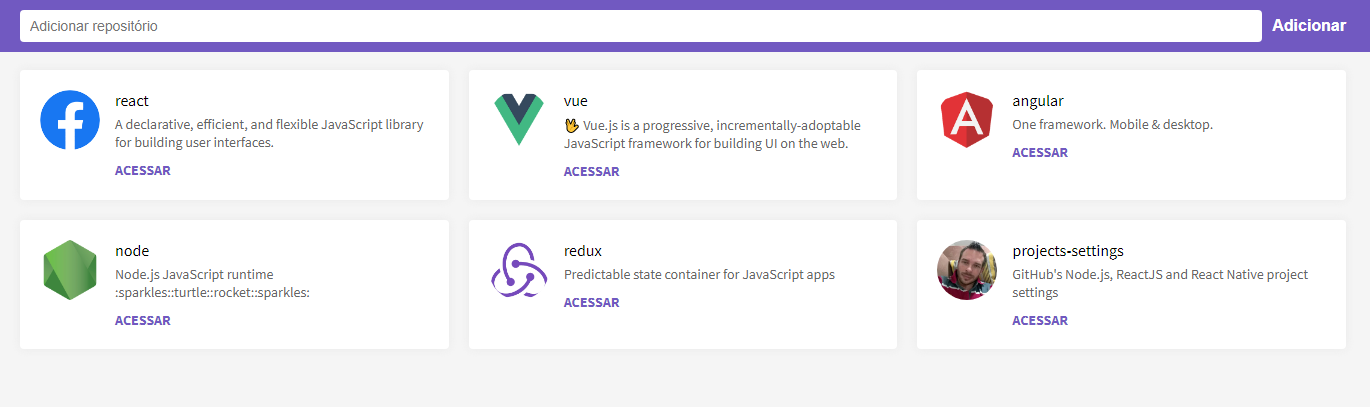 Adicionar repositório
Adicionar
react
A declarative, efficient, and flexible JavaScript library
for building user interfaces.
ACESSAR
vue
🖖 Vue.js is a progressive, incrementally-adoptable
JavaScript framework for building UI on the web.
ACESSAR
angular
One framework. Mobile & desktop.
ACESSAR
node
Node.js JavaScript runtime
:sparkles::turtle::rocket::sparkles:
ACESSAR
redux
Predictable state container for JavaScript apps
ACESSAR
projects-settings
GitHub's Node.js, ReactJS and React Native project
settings
ACESSAR